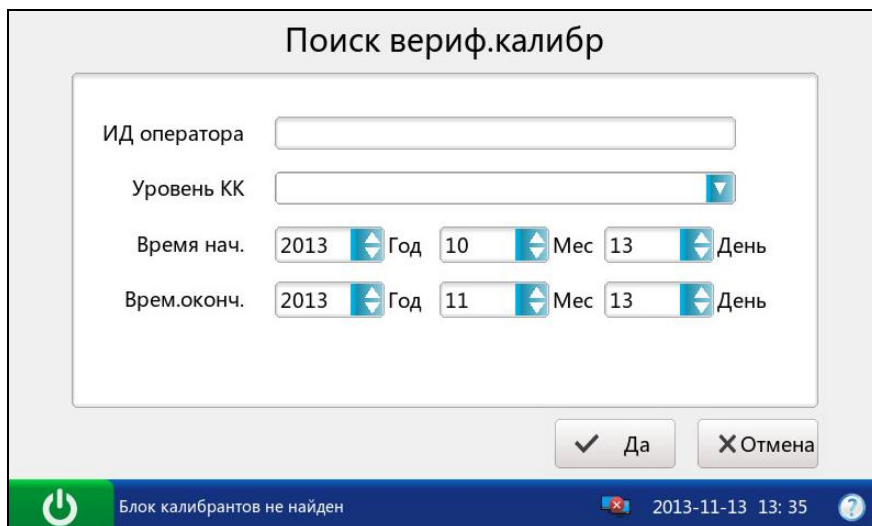 Поиск вериф.калибр
ИД оператора
Уровень КК
Время нач. 2013 Год 10 Мес 13 День
Врем.оконч. 2013 Год 11 Мес 13 День
Да Отмена
Блок калибрантов не найден 2013-11-13 13: 35 ?